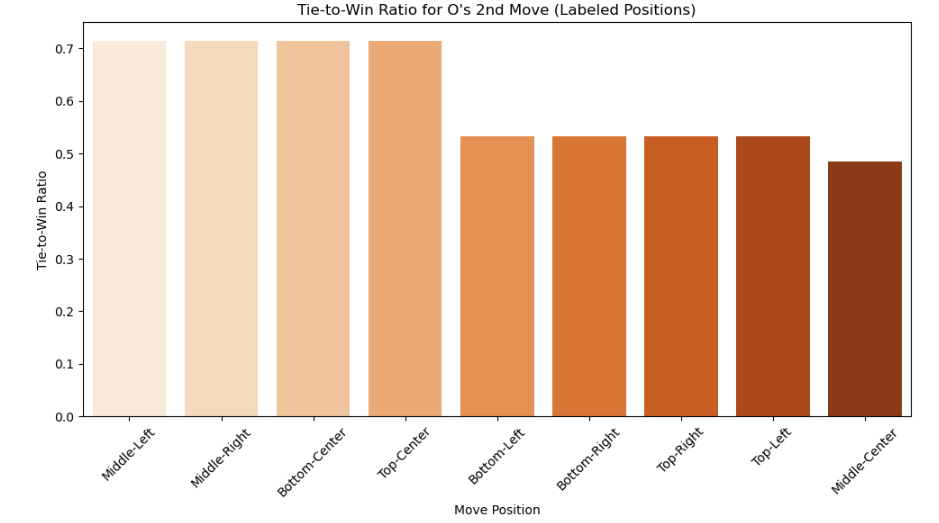 Tie-to-Win Ratio for O's 2nd Move (Labeled Positions)
Tie-to-Win Ratio
0.7
0.6
0.5
0.4
0.3
0.2
0.1
0.0
Middle-Left
Middle-Right
Bottom-Center
Top-Center
Bottom-Left
Bottom-Right
Top-Right
Top-Left
Middle-Center
Move Position